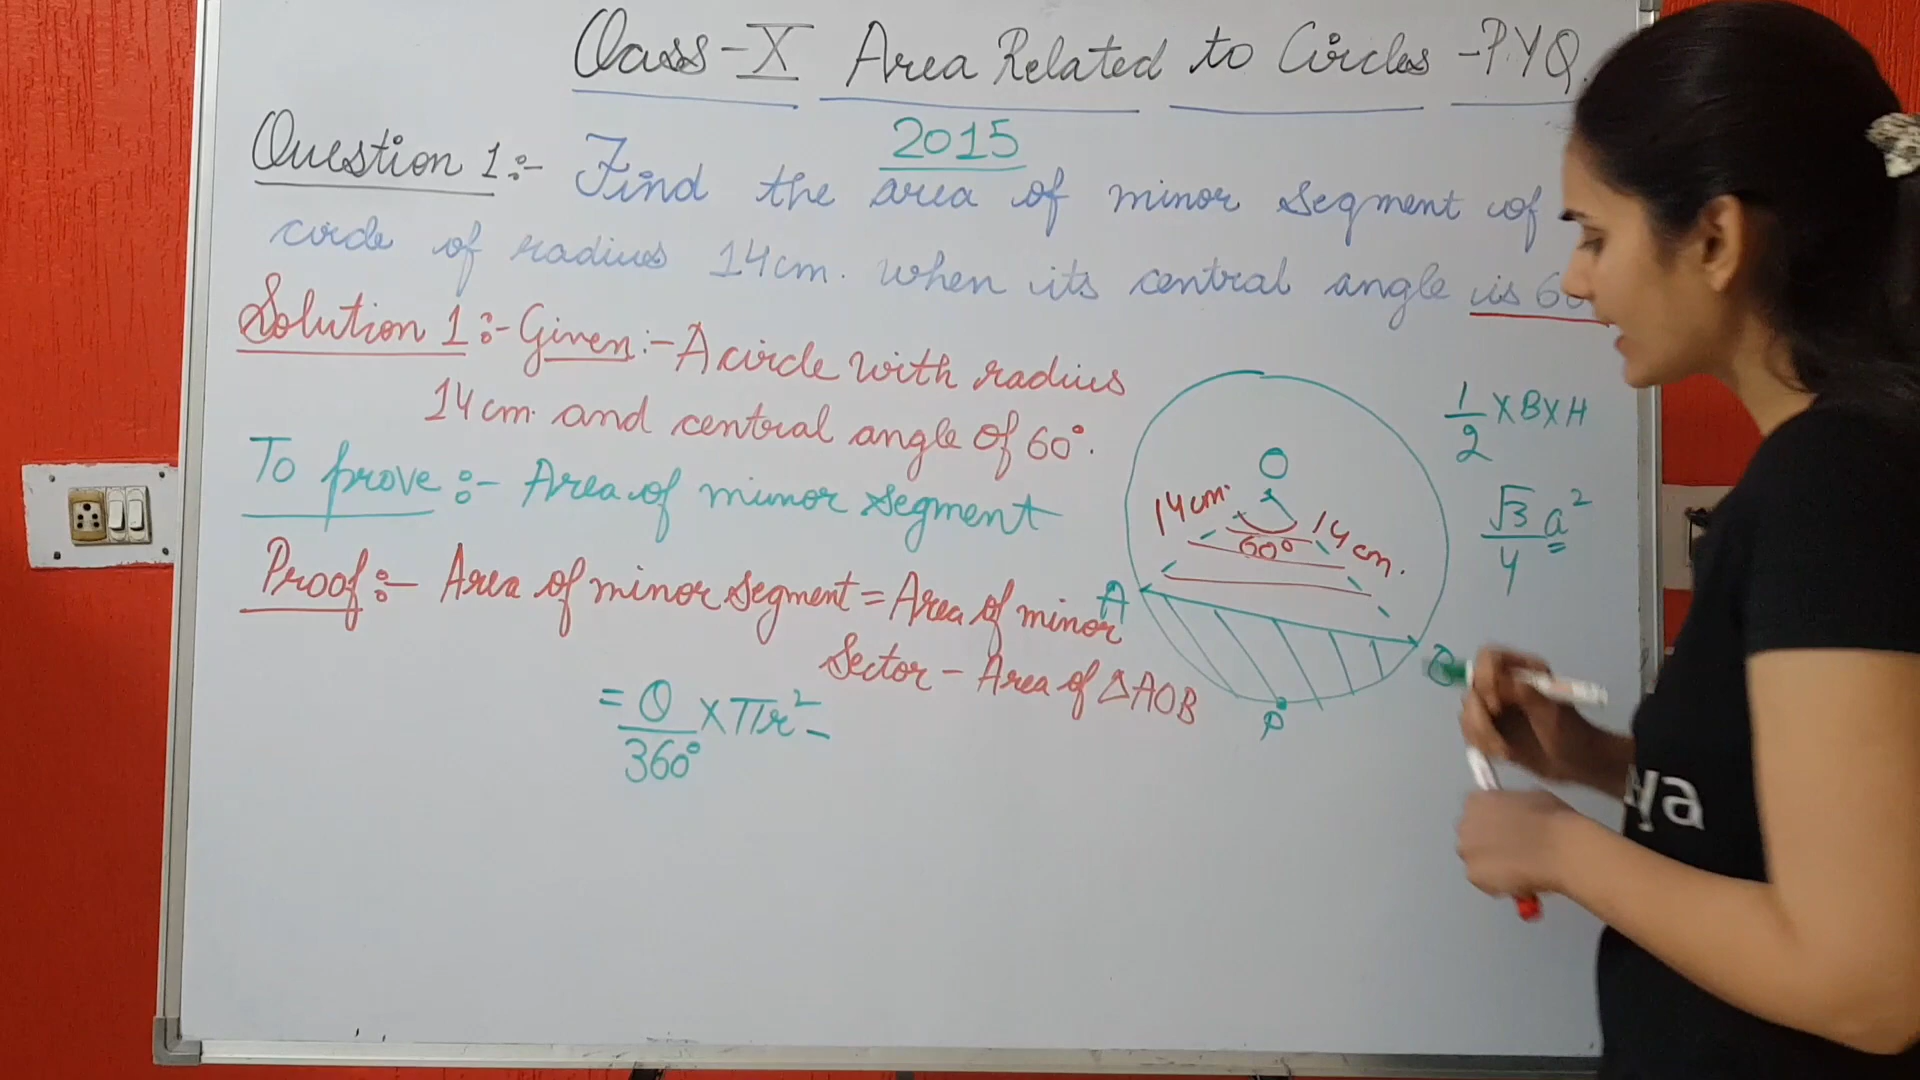 Class-X Area Related to Circles -PYQ.
2015
Question 1:- Find the area of minor segment of
circle of radius 14cm. when its central angle is 60
Solution 1:- Given:- A circle with radius
14cm. and central angle of 60°.
To prove:- Area of minor segment
Proof:- Area of minor segment = Area of minor
Sector - Area of ΔAOB
= θ/360° × πr² -
O
14cm.
14cm.
60°
A
B
P
1/2 × B × H
√3/4 a²
ya